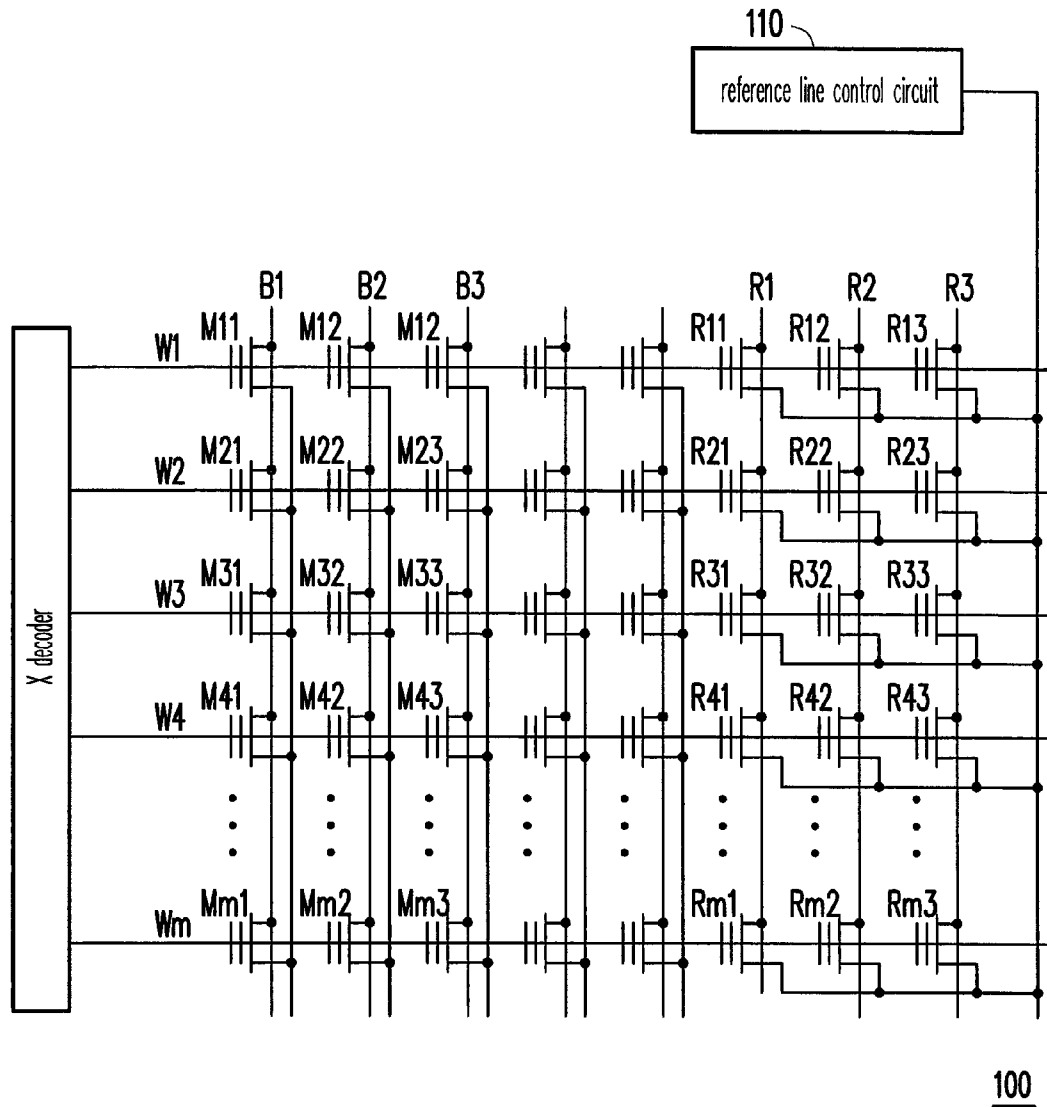 110
reference line control circuit
B1 B2 B3 R1 R2 R3
W1 M11 M12 M12 R11 R12 R13
W2 M21 M22 M23 R21 R22 R23
W3 M31 M32 M33 R31 R32 R33
X decoder
W4 M41 M42 M43 R41 R42 R43
Wm Mm1 Mm2 Mm3 Rm1 Rm2 Rm3
100